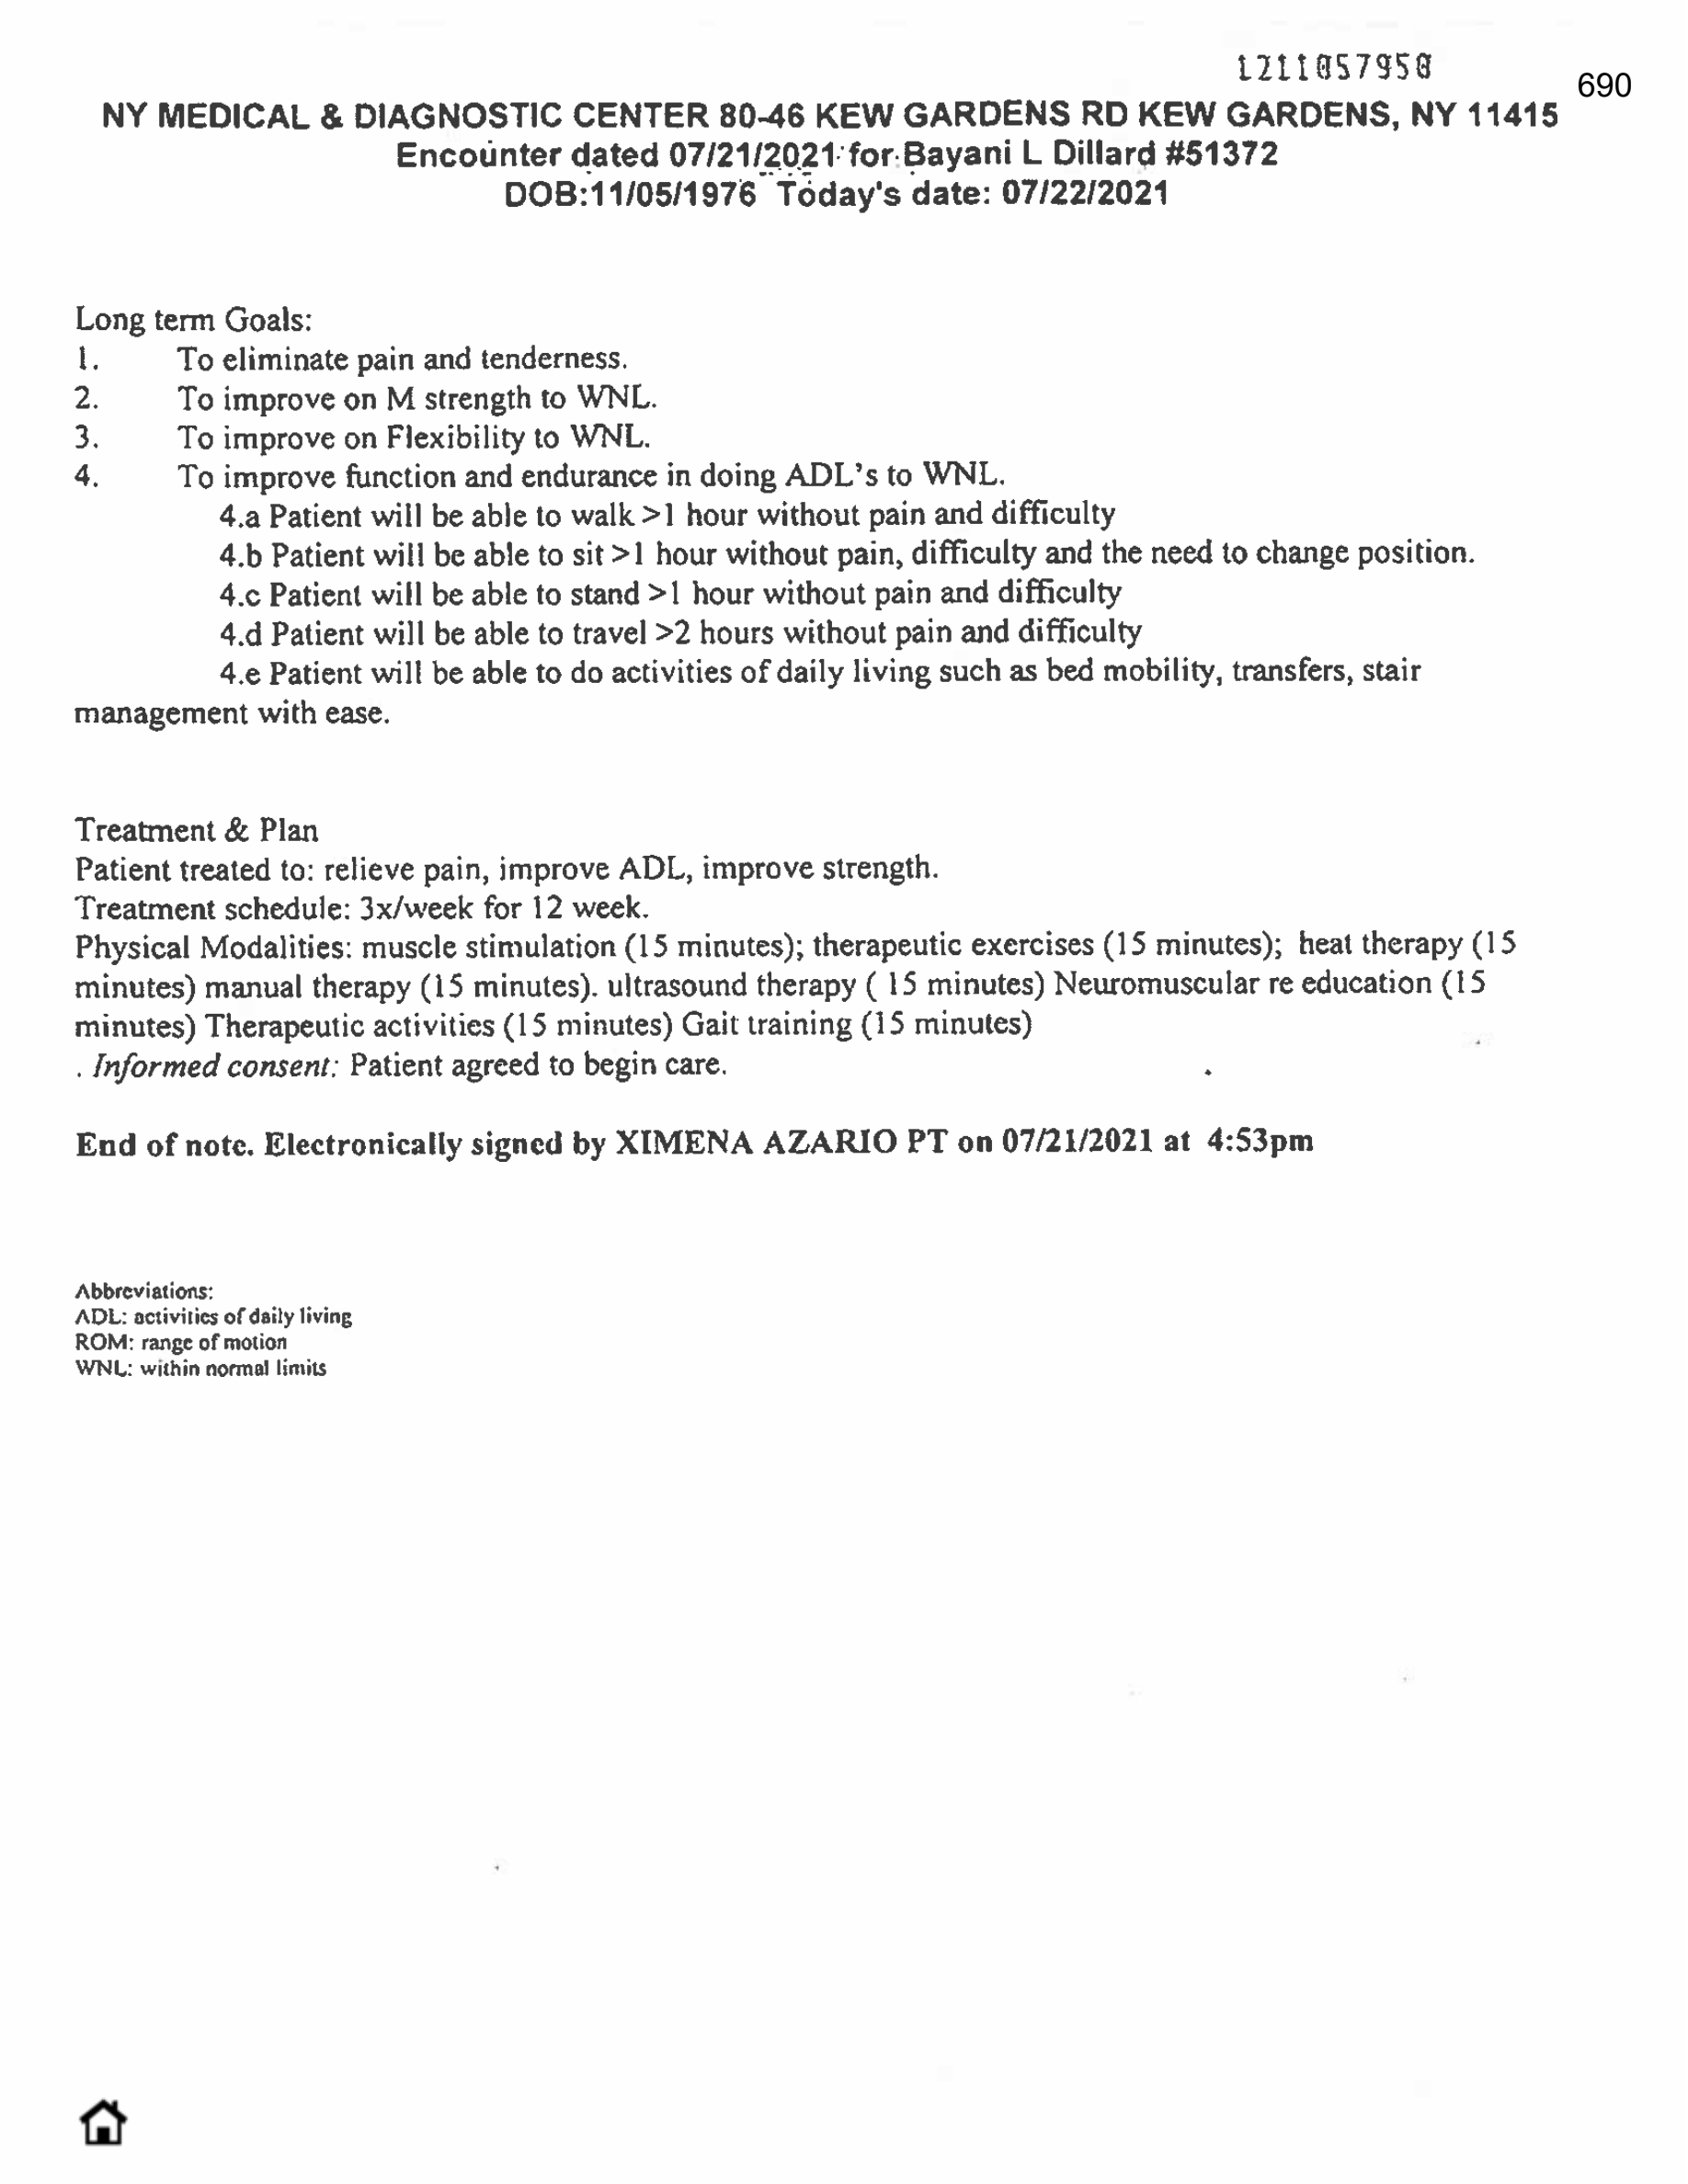 1211057950
690
NY MEDICAL & DIAGNOSTIC CENTER 80-46 KEW GARDENS RD KEW GARDENS, NY 11415
Encounter dated 07/21/2021 for Bayani L Dillard #51372
DOB:11/05/1976 Today's date: 07/22/2021
Long term Goals:
1. To eliminate pain and tenderness.
2. To improve on M strength to WNL.
3. To improve on Flexibility to WNL.
4. To improve function and endurance in doing ADL's to WNL.
4.a Patient will be able to walk >1 hour without pain and difficulty
4.b Patient will be able to sit >1 hour without pain, difficulty and the need to change position.
4.c Patient will be able to stand >1 hour without pain and difficulty
4.d Patient will be able to travel >2 hours without pain and difficulty
4.e Patient will be able to do activities of daily living such as bed mobility, transfers, stair
management with ease.
Treatment & Plan
Patient treated to: relieve pain, improve ADL, improve strength.
Treatment schedule: 3x/week for 12 week.
Physical Modalities: muscle stimulation (15 minutes); therapeutic exercises (15 minutes); heat therapy (15
minutes) manual therapy (15 minutes). ultrasound therapy ( 15 minutes) Neuromuscular re education (15
minutes) Therapeutic activities (15 minutes) Gait training (15 minutes)
. Informed consent: Patient agreed to begin care.
End of note. Electronically signed by XIMENA AZARIO PT on 07/21/2021 at 4:53pm
Abbreviations:
ADL: activities of daily living
ROM: range of motion
WNL: within normal limits